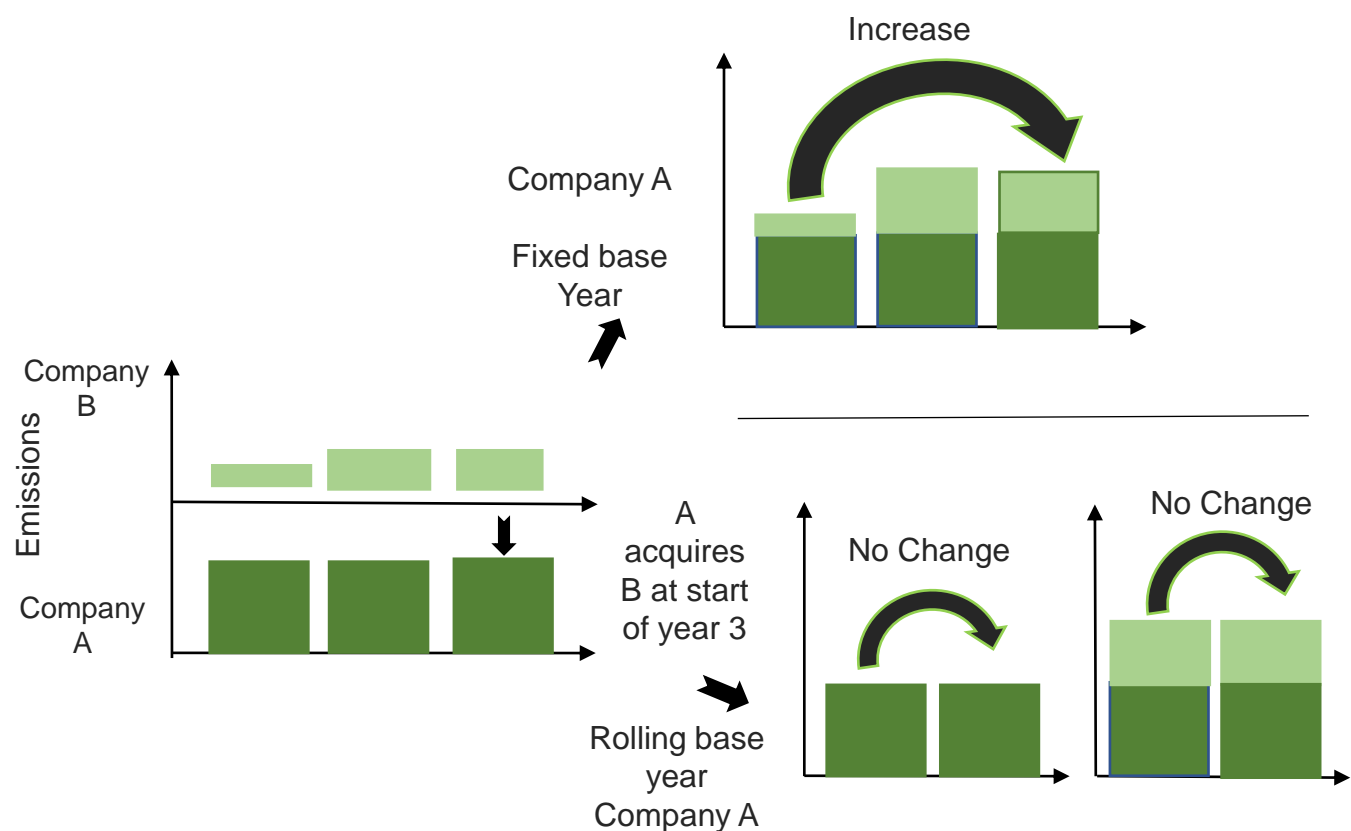 Increase
Company A
Fixed base
Year
Company
B
Emissions
Company
A
A
acquires
B at start
of year 3
No Change
No Change
Rolling base
year
Company A